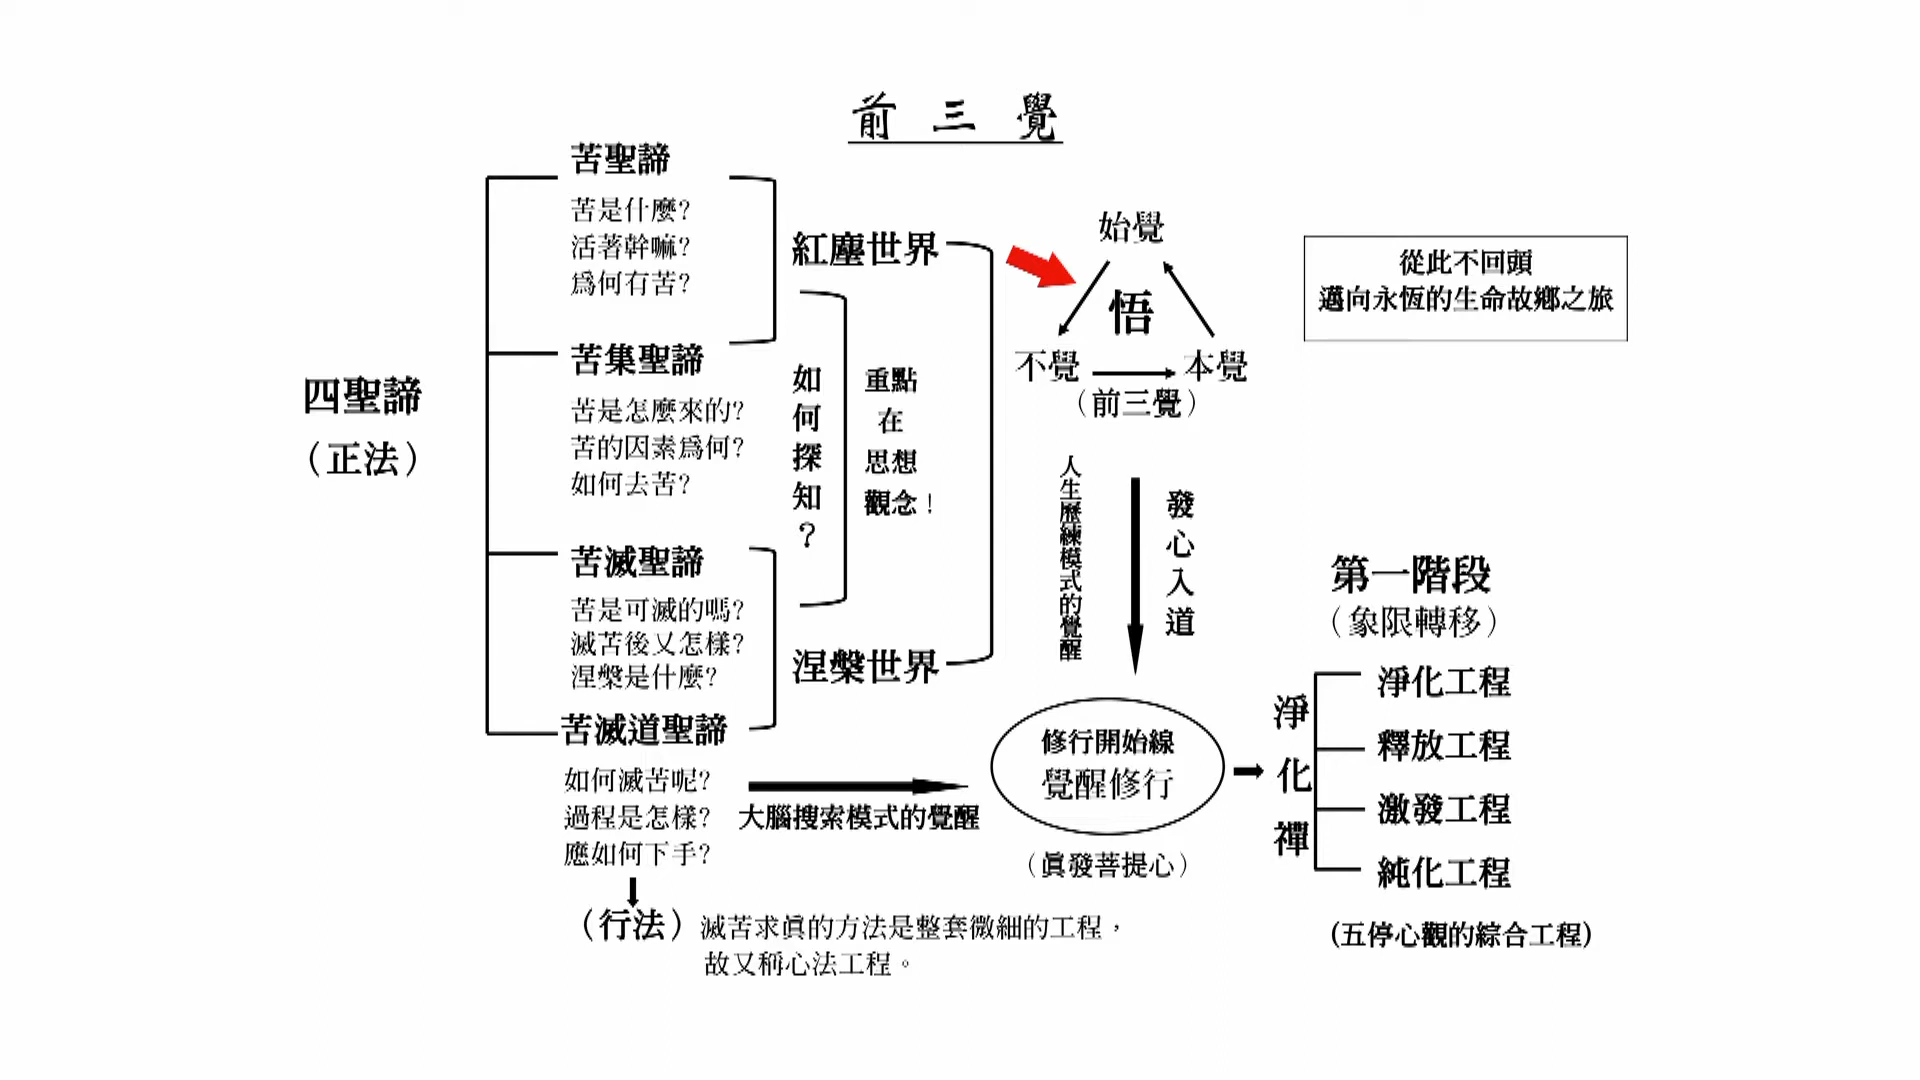 前三覺
四聖諦
（正法）
苦聖諦
苦是什麼?
活著幹嘛?
爲何有苦?
苦集聖諦
苦是怎麼來的?
苦的因素爲何?
如何去苦?
苦滅聖諦
苦是可滅的嗎?
滅苦後又怎樣?
涅槃是什麼?
苦滅道聖諦
如何滅苦呢?
過程是怎樣?
應如何下手?
（行法）
滅苦求眞的方法是整套微細的工程，
故又稱心法工程。
紅塵世界
如何探知？
重點
在
思想
觀念！
涅槃世界
大腦搜索模式的覺醒
始覺
悟
不覺
本覺
（前三覺）
人生歷練模式的覺醒
發心入道
修行開始線
覺醒修行
（眞發菩提心）
從此不回頭
邁向永恆的生命故鄉之旅
第一階段
（象限轉移）
淨化禪
淨化工程
釋放工程
激發工程
純化工程
(五停心觀的綜合工程)